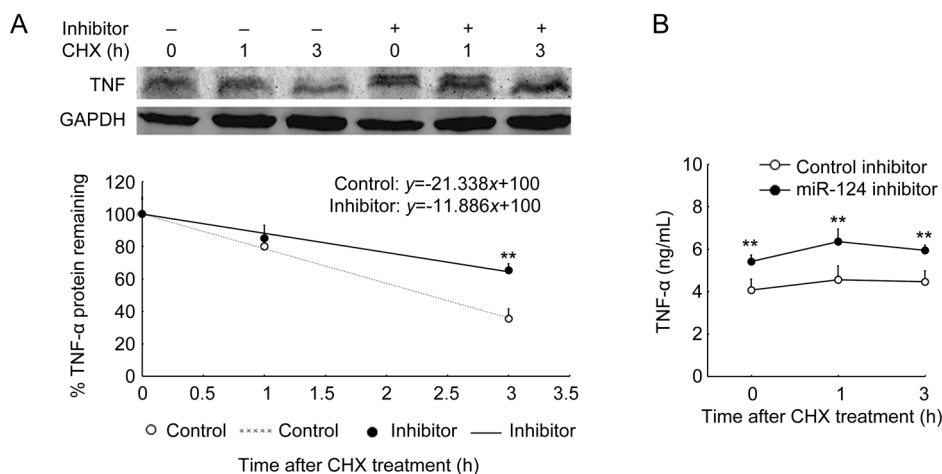 A
Inhibitor – – – + + +
CHX (h) 0 1 3 0 1 3
TNF
GAPDH
% TNF-α protein remaining
120
100
80
60
40
20
0
Control: y=-21.338x+100
Inhibitor: y=-11.886x+100
**
0 0.5 1 1.5 2 2.5 3 3.5
Control Control Inhibitor Inhibitor
Time after CHX treatment (h)
B
TNF-α (ng/mL)
10
8
6
4
2
0
Control inhibitor
miR-124 inhibitor
** ** **
0 1 3
Time after CHX treatment (h)